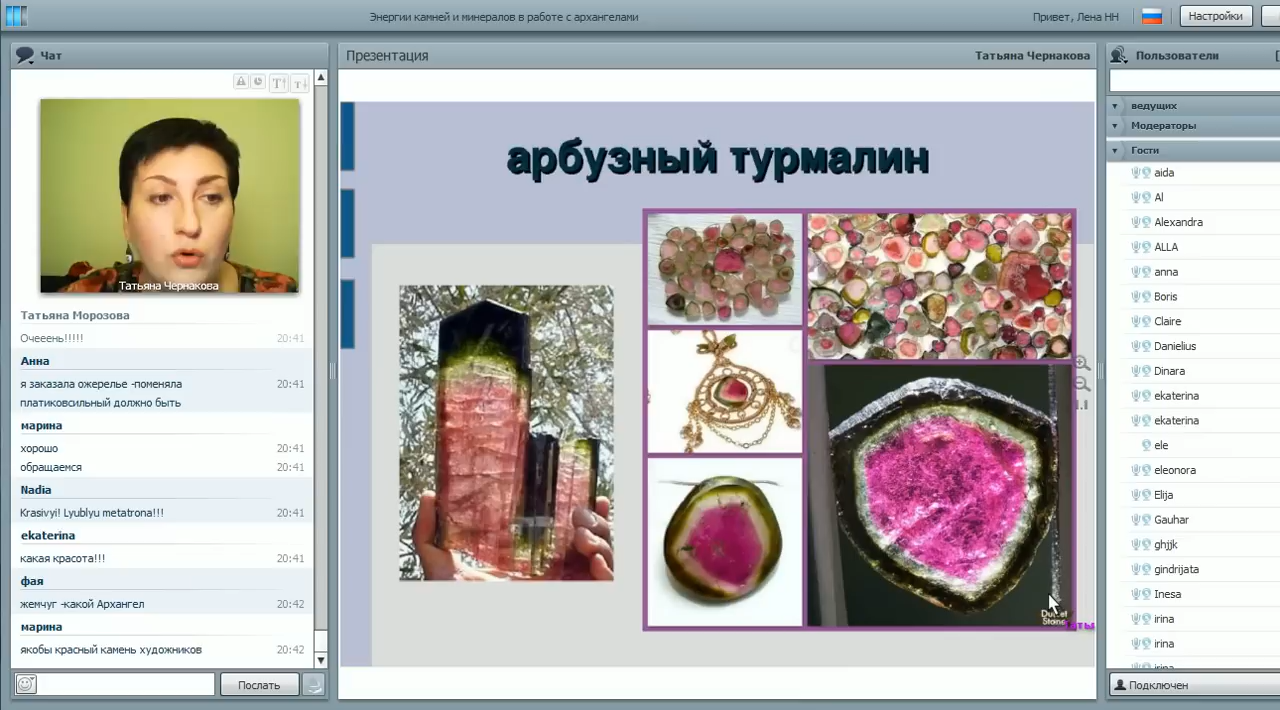 Энергии камней и минералов в работе с архангелами
Привет, Лена НН
Настройки
Чат
Татьяна Чернакова
Татьяна Морозова
Очееень!!!!! 20:41
Анна
я заказала ожерелье -поменяла 20:41
платиковсильный должно быть
марина
хорошо 20:41
обращаемся 20:41
Nadia
Krasivyi! Lyublyu metatrona!!! 20:41
ekaterina
какая красота!!! 20:41
фая
жемчуг -какой Архангел 20:42
марина
якобы красный камень художников 20:42
Послать
Презентация
Татьяна Чернакова
арбузный турмалин
Stone
Пользователи
ведущих
Модераторы
Гости
aida
Al
Alexandra
ALLA
anna
Boris
Claire
Danielius
Dinara
ekaterina
ekaterina
ele
eleonora
Elija
Gauhar
ghjjk
gindrijata
Inesa
irina
irina
irina
Подключен